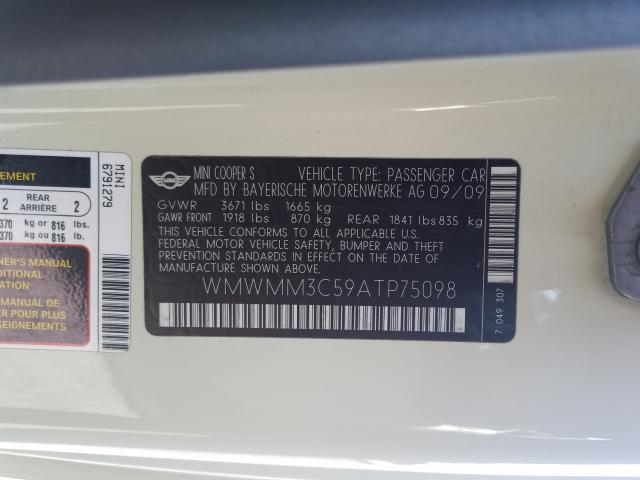 EMENT
2 REAR ARRIÈRE 2
370 kg or 816 lbs.
370 kg ou 816 lb
NER'S MANUAL
DITIONAL
ATION
ER POUR PLUS
SEIGNEMENTS
MINI
6791279
MINI
MINI COOPER S VEHICLE TYPE: PASSENGER CAR
MFD BY BAYERISCHE MOTORENWERKE AG 09/09
GVWR 3671 lbs 1665 kg
GAWR FRONT 1918 lbs 870 kg REAR 1841 lbs 835 kg
THIS VEHICLE CONFORMS TO ALL APPLICABLE U.S.
FEDERAL MOTOR VEHICLE SAFETY, BUMPER AND THEFT
PREVENTION STANDARDS IN EFFECT ON THE DATE OF
MANUFACTURE SHOWN ABOVE.
WMWMM3C59ATP75098
7 049 307